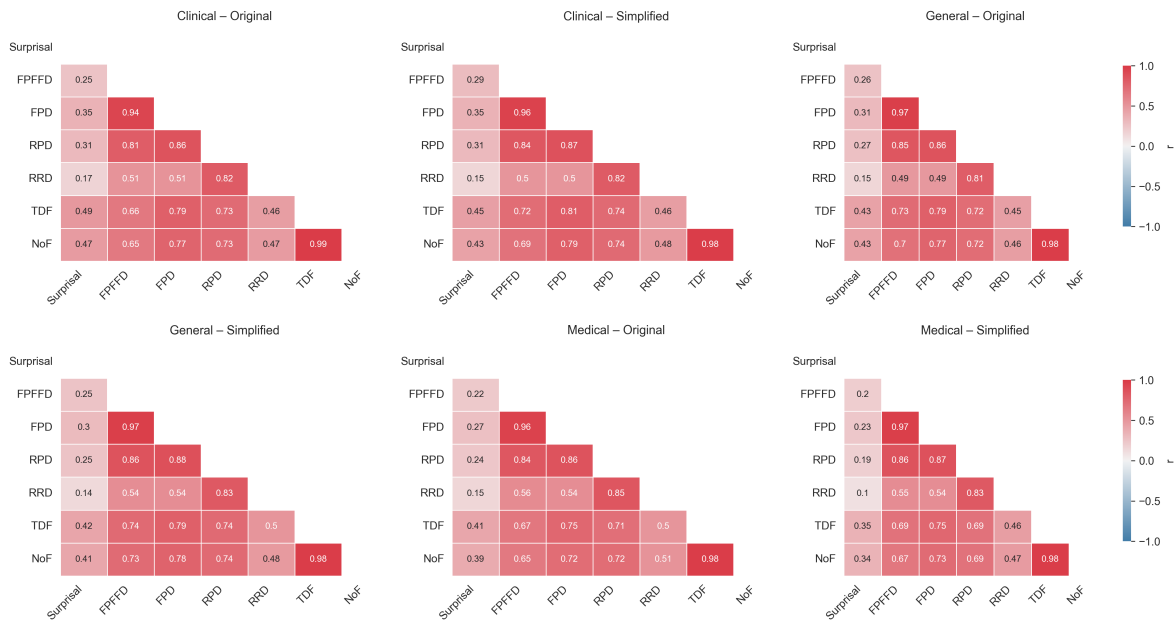 Clinical – Original
Clinical – Simplified
General – Original
Surprisal
FPFFD 0.25
FPD 0.35 0.94
RPD 0.31 0.81 0.86
RRD 0.17 0.51 0.51 0.82
TDF 0.49 0.66 0.79 0.73 0.46
NoF 0.47 0.65 0.77 0.73 0.47 0.99
Surprisal FPFFD FPD RPD RRD TDF NoF
Surprisal
FPFFD 0.29
FPD 0.35 0.96
RPD 0.31 0.84 0.87
RRD 0.15 0.5 0.5 0.82
TDF 0.45 0.72 0.81 0.74 0.46
NoF 0.43 0.69 0.79 0.74 0.48 0.98
Surprisal FPFFD FPD RPD RRD TDF NoF
Surprisal
FPFFD 0.26
FPD 0.31 0.97
RPD 0.27 0.85 0.86
RRD 0.15 0.49 0.49 0.81
TDF 0.43 0.73 0.79 0.72 0.45
NoF 0.43 0.7 0.77 0.72 0.46 0.98
Surprisal FPFFD FPD RPD RRD TDF NoF
1.0
0.5
0.0
−0.5
−1.0
r
General – Simplified
Medical – Original
Medical – Simplified
Surprisal
FPFFD 0.25
FPD 0.3 0.97
RPD 0.25 0.86 0.88
RRD 0.14 0.54 0.54 0.83
TDF 0.42 0.74 0.79 0.74 0.5
NoF 0.41 0.73 0.78 0.74 0.48 0.98
Surprisal FPFFD FPD RPD RRD TDF NoF
Surprisal
FPFFD 0.22
FPD 0.27 0.96
RPD 0.24 0.84 0.86
RRD 0.15 0.56 0.54 0.85
TDF 0.41 0.67 0.75 0.71 0.5
NoF 0.39 0.65 0.72 0.72 0.51 0.98
Surprisal FPFFD FPD RPD RRD TDF NoF
Surprisal
FPFFD 0.2
FPD 0.23 0.97
RPD 0.19 0.86 0.87
RRD 0.1 0.55 0.54 0.83
TDF 0.35 0.69 0.75 0.69 0.46
NoF 0.34 0.67 0.73 0.69 0.47 0.98
Surprisal FPFFD FPD RPD RRD TDF NoF
1.0
0.5
0.0
−0.5
−1.0
r